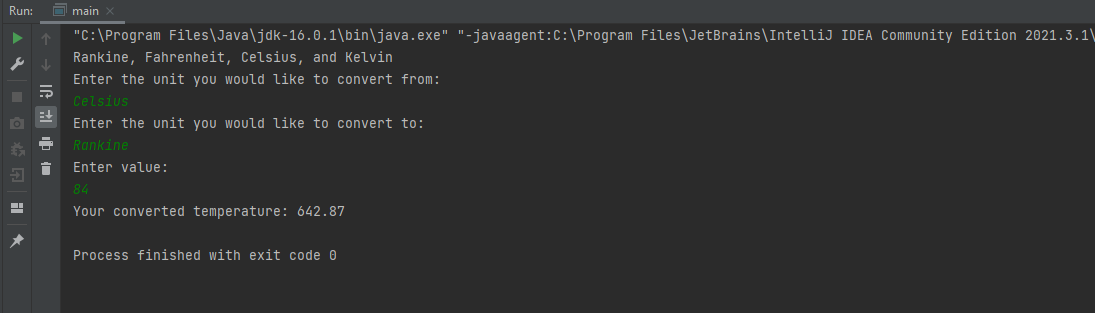 Run: main
"C:\Program Files\Java\jdk-16.0.1\bin\java.exe" "-javaagent:C:\Program Files\JetBrains\IntelliJ IDEA Community Edition 2021.3.1\
Rankine, Fahrenheit, Celsius, and Kelvin
Enter the unit you would like to convert from:
Celsius
Enter the unit you would like to convert to:
Rankine
Enter value:
84
Your converted temperature: 642.87
Process finished with exit code 0